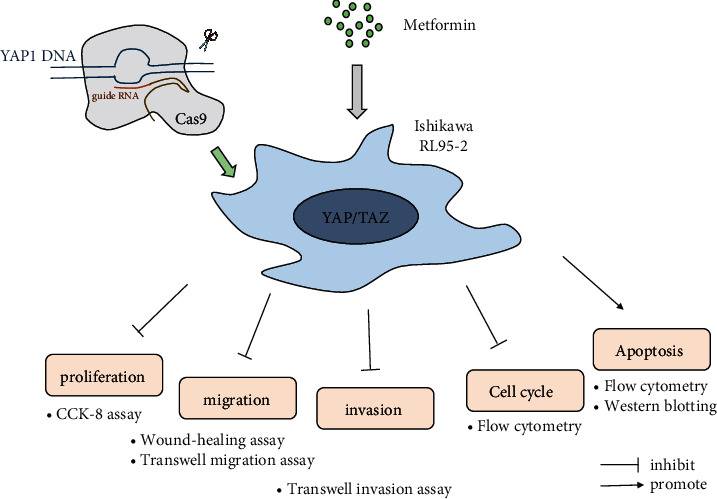 Metformin
YAP1 DNA
guide RNA
Cas9
Ishikawa
RL95-2
YAP/TAZ
proliferation
• CCK-8 assay
migration
• Wound-healing assay
• Transwell migration assay
invasion
• Transwell invasion assay
Cell cycle
• Flow cytometry
Apoptosis
• Flow cytometry
• Western blotting
inhibit
promote